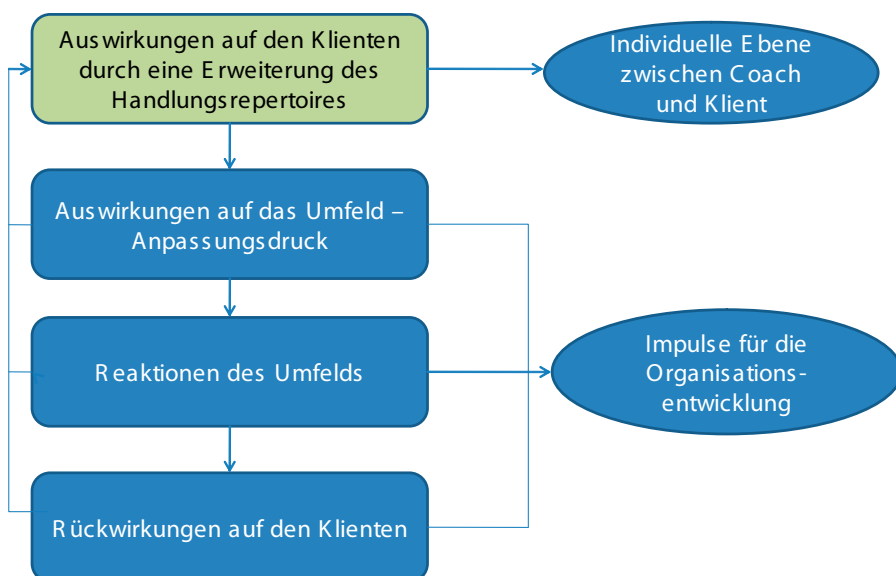 Auswirkungen auf den Klienten
durch eine Erweiterung des
Handlungsrepertoires
Individuelle Ebene
zwischen Coach
und Klient
Auswirkungen auf das Umfeld –
Anpassungsdruck
Reaktionen des Umfelds
Impulse für die
Organisations-
entwicklung
Rückwirkungen auf den Klienten